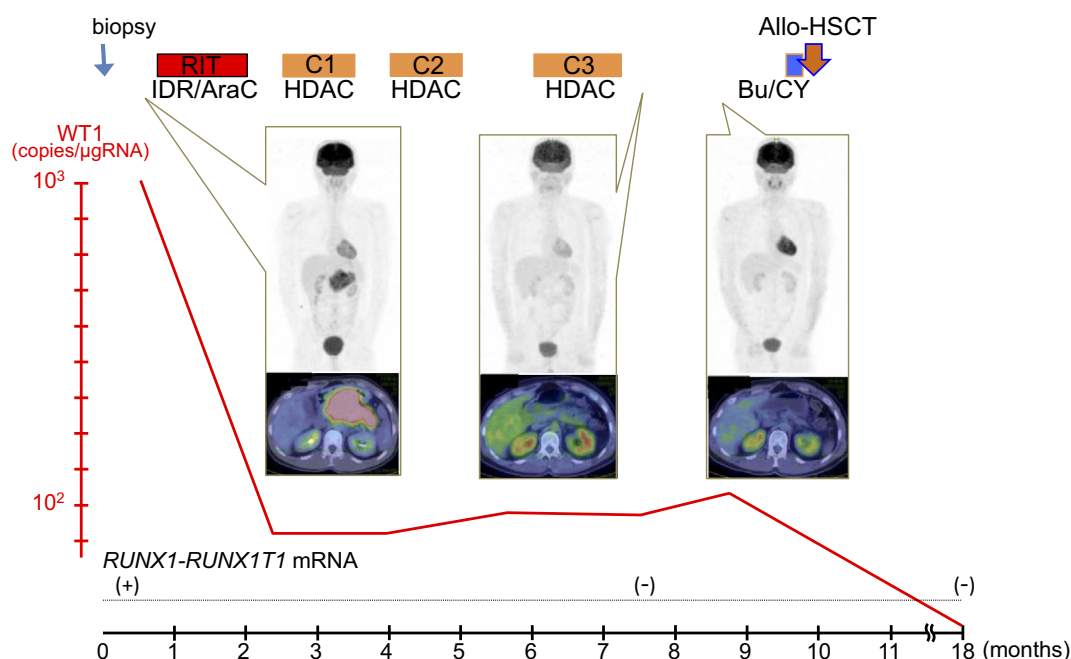 biopsy
Allo-HSCT
RIT
C1
C2
C3
IDR/AraC
HDAC
HDAC
HDAC
Bu/CY
WT1
(copies/µgRNA)
10³
10²
RUNX1-RUNX1T1 mRNA
(+)
(-)
(-)
0 1 2 3 4 5 6 7 8 9 10 11 18 (months)